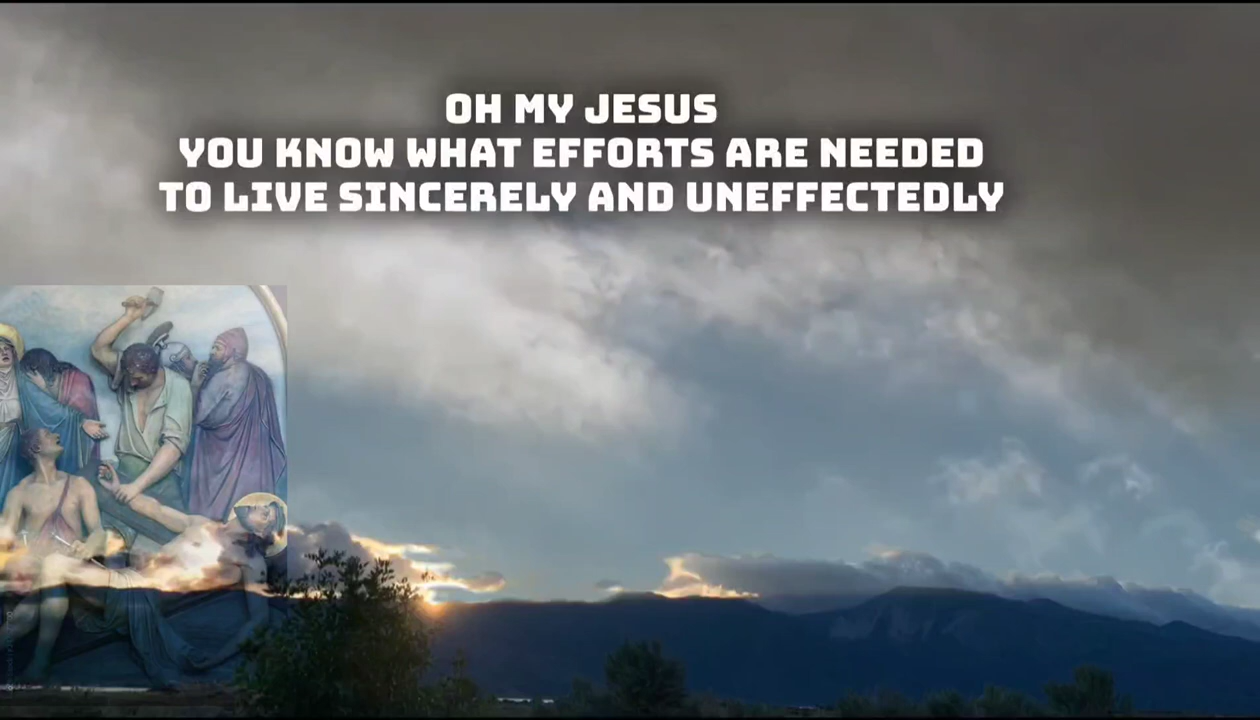 OH MY JESUS
YOU KNOW WHAT EFFORTS ARE NEEDED
TO LIVE SINCERELY AND UNEFFECTEDLY